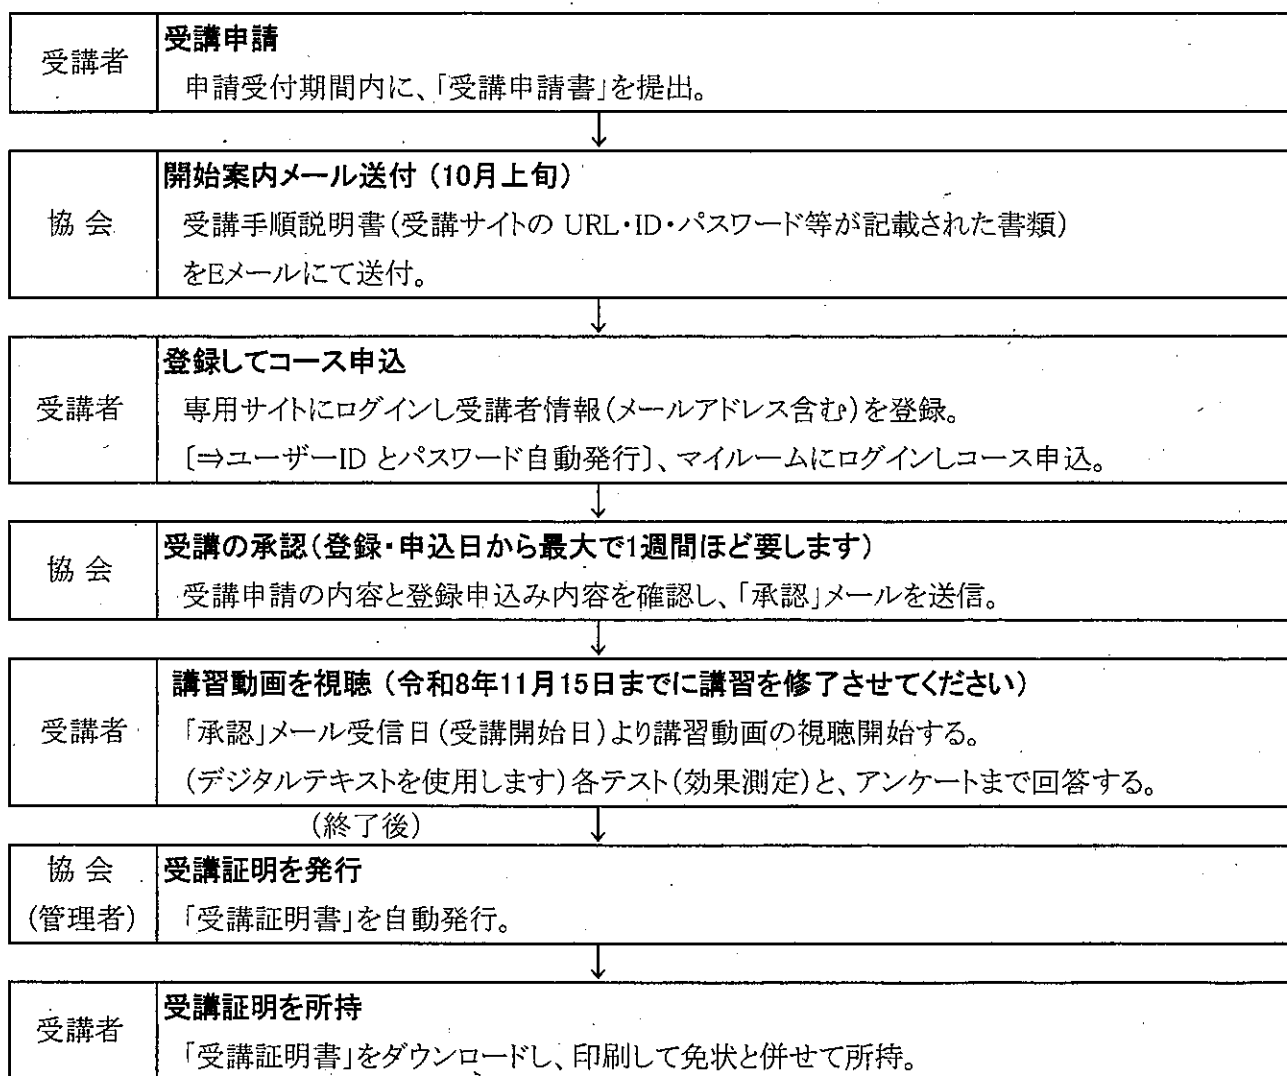 受講者
受講申請
申請受付期間内に、「受講申請書」を提出。
↓
協 会
開始案内メール送付（10月上旬）
受講手順説明書（受講サイトの URL・ID・パスワード等が記載された書類）
をEメールにて送付。
↓
受講者
登録してコース申込
専用サイトにログインし受講者情報（メールアドレス含む）を登録。
〔⇒ユーザーID とパスワード自動発行〕、マイルームにログインしコース申込。
↓
協 会
受講の承認（登録・申込日から最大で1週間ほど要します）
受講申請の内容と登録申込み内容を確認し、「承認」メールを送信。
↓
受講者
講習動画を視聴（令和8年11月15日までに講習を修了させてください）
「承認」メール受信日（受講開始日）より講習動画の視聴開始する。
（デジタルテキストを使用します）各テスト（効果測定）と、アンケートまで回答する。
（終了後）
↓
協 会
（管理者）
受講証明を発行
「受講証明書」を自動発行。
↓
受講者
受講証明を所持
「受講証明書」をダウンロードし、印刷して免状と併せて所持。